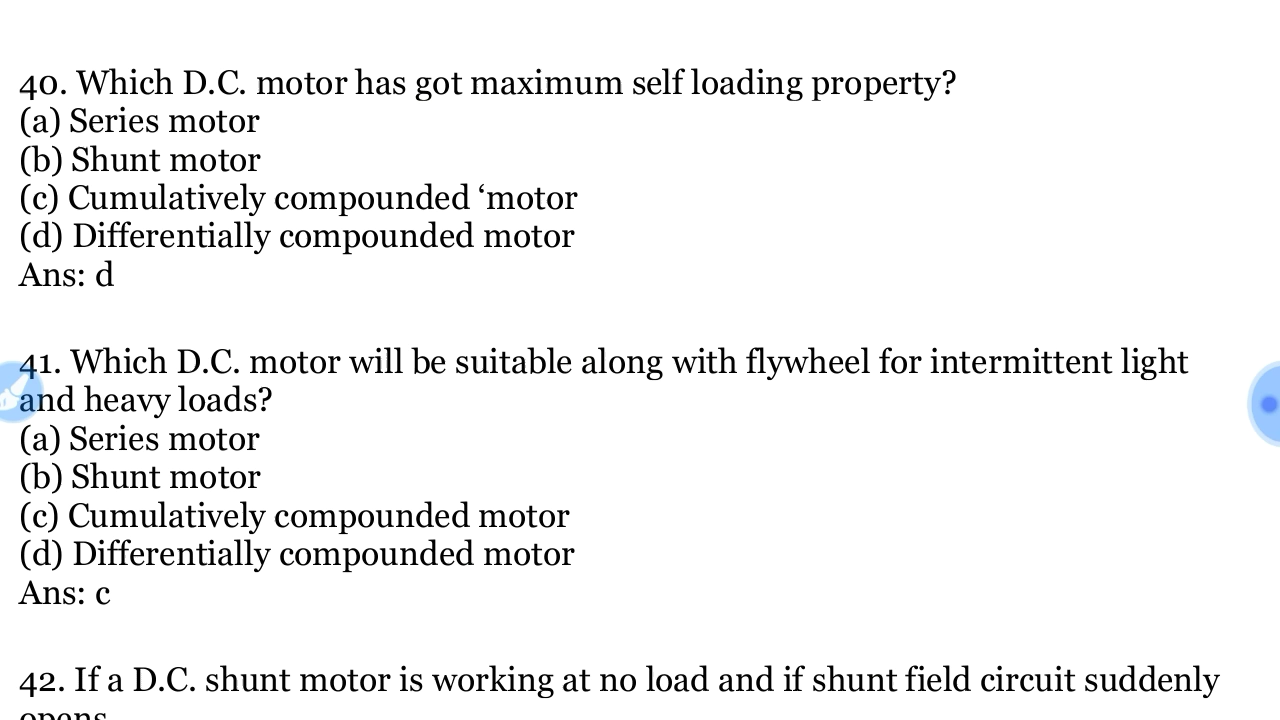 40. Which D.C. motor has got maximum self loading property?
(a) Series motor
(b) Shunt motor
(c) Cumulatively compounded ‘motor
(d) Differentially compounded motor
Ans: d
41. Which D.C. motor will be suitable along with flywheel for intermittent light
and heavy loads?
(a) Series motor
(b) Shunt motor
(c) Cumulatively compounded motor
(d) Differentially compounded motor
Ans: c
42. If a D.C. shunt motor is working at no load and if shunt field circuit suddenly
opens